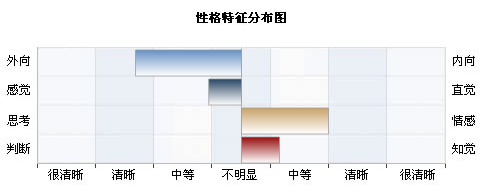 性格特征分布图
外向 内向
感觉 直觉
思考 情感
判断 知觉
很清晰 清晰 中等 不明显 中等 清晰 很清晰